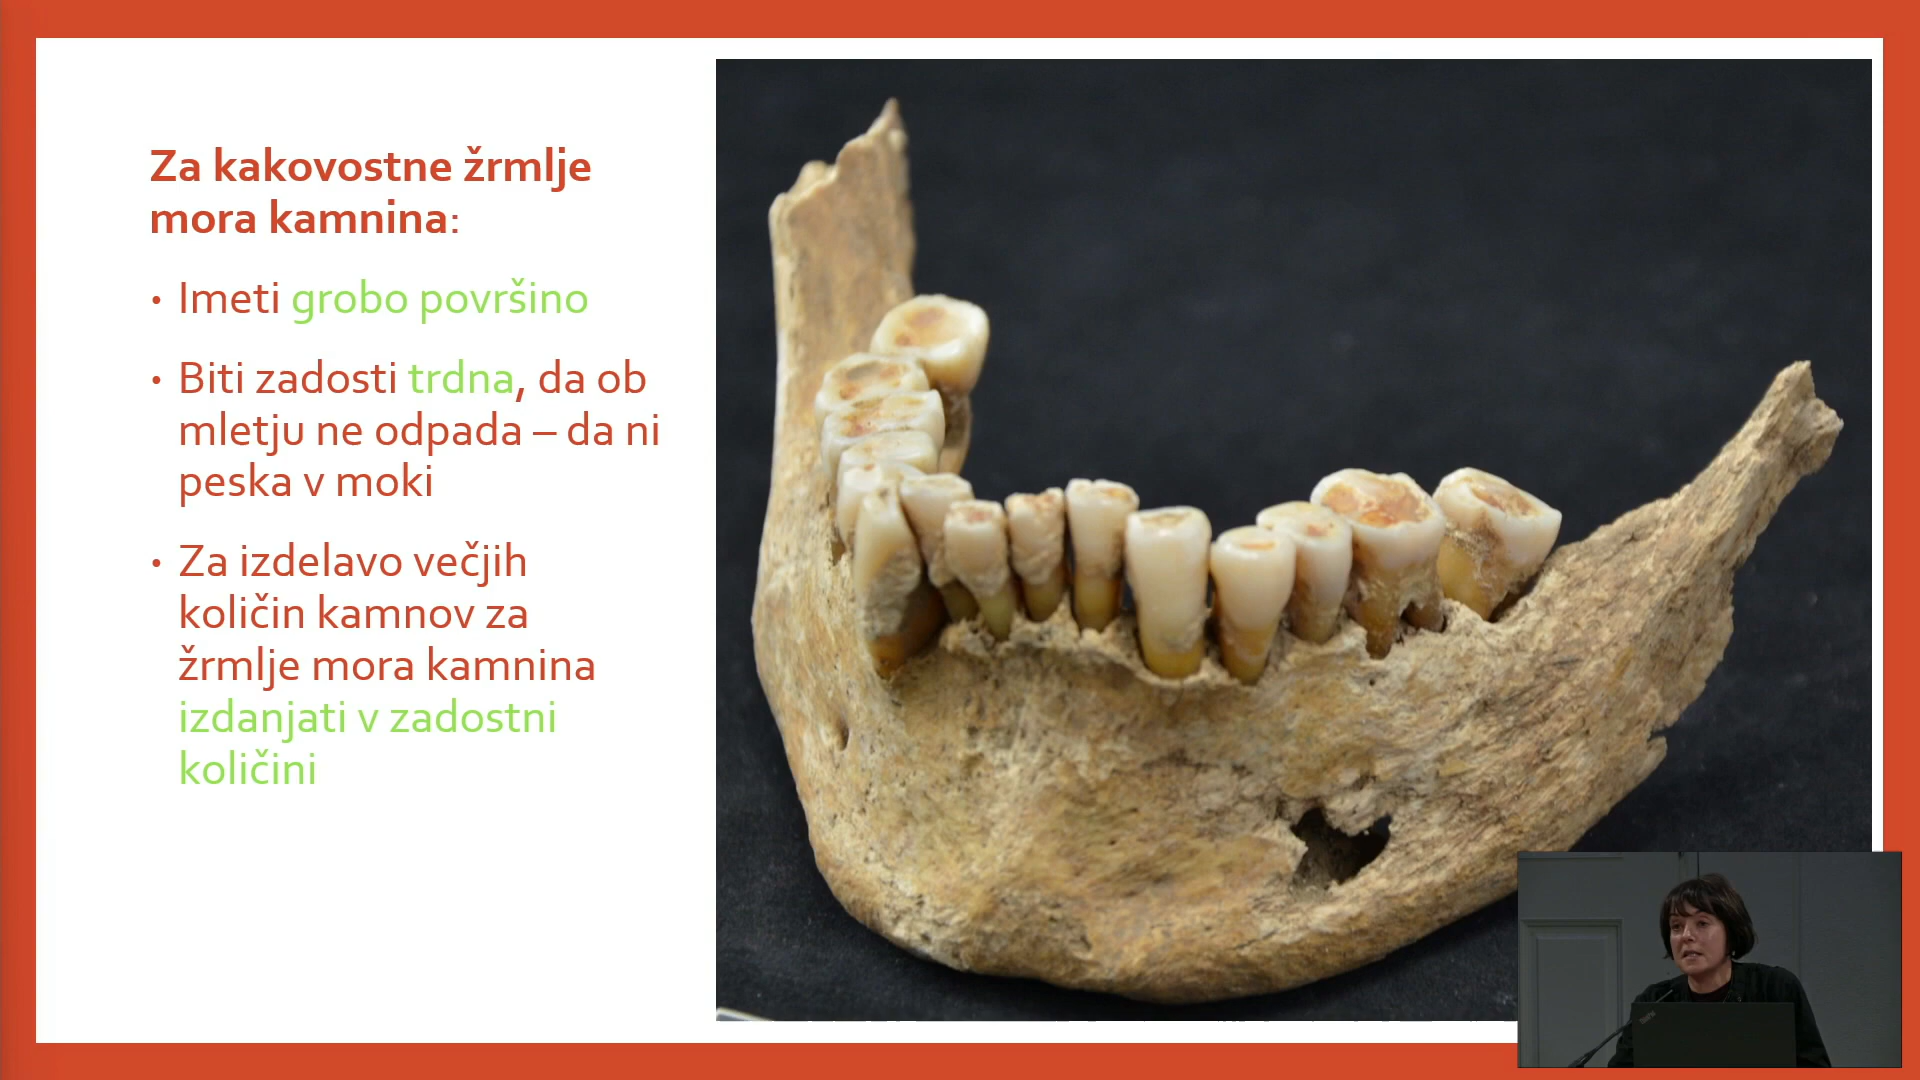 Za kakovostne žrmlje
mora kamnina:
• Imeti grobo površino
• Biti zadosti trdna, da ob
mletju ne odpada – da ni
peska v moki
• Za izdelavo večjih
količin kamnov za
žrmlje mora kamnina
izdanjati v zadostni
količini